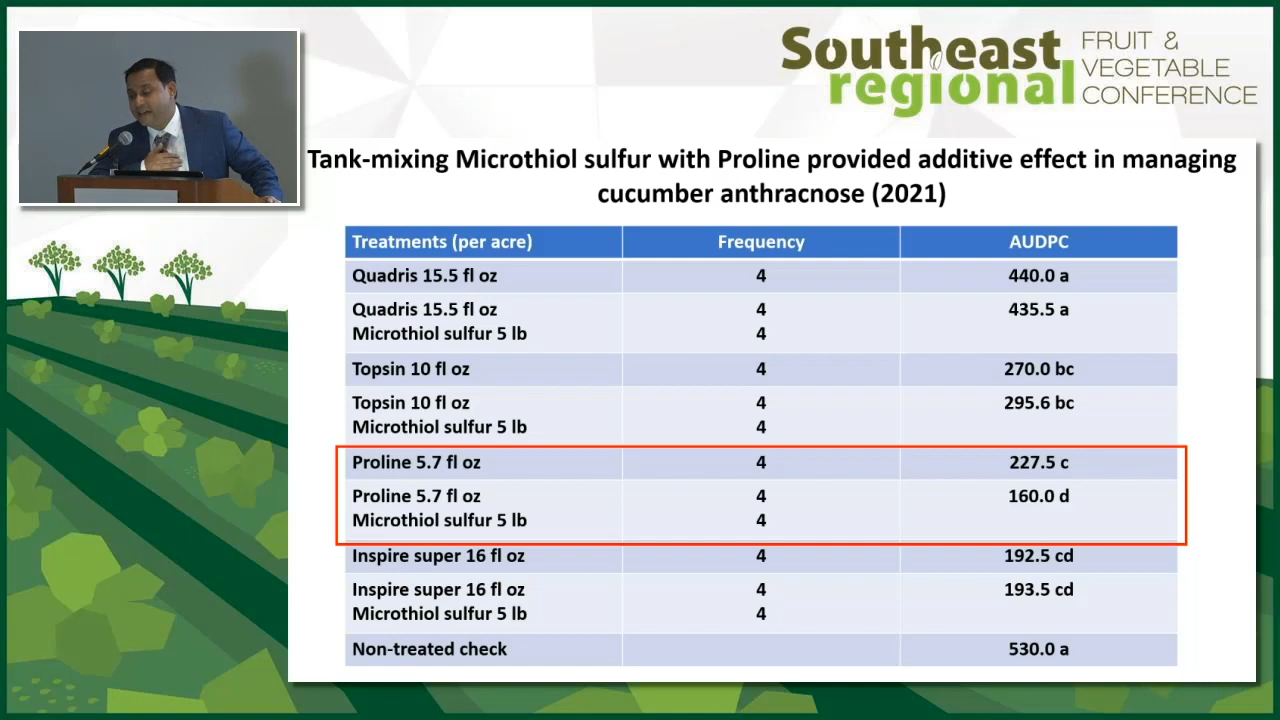 Southeast
regional
FRUIT &
VEGETABLE
CONFERENCE
Tank-mixing Microthiol sulfur with Proline provided additive effect in managing
cucumber anthracnose (2021)
Treatments (per acre) Frequency AUDPC
Quadris 15.5 fl oz 4 440.0 a
Quadris 15.5 fl oz 4 435.5 a
Microthiol sulfur 5 lb 4
Topsin 10 fl oz 4 270.0 bc
Topsin 10 fl oz 4 295.6 bc
Microthiol sulfur 5 lb 4
Proline 5.7 fl oz 4 227.5 c
Proline 5.7 fl oz 4 160.0 d
Microthiol sulfur 5 lb 4
Inspire super 16 fl oz 4 192.5 cd
Inspire super 16 fl oz 4 193.5 cd
Microthiol sulfur 5 lb 4
Non-treated check 530.0 a